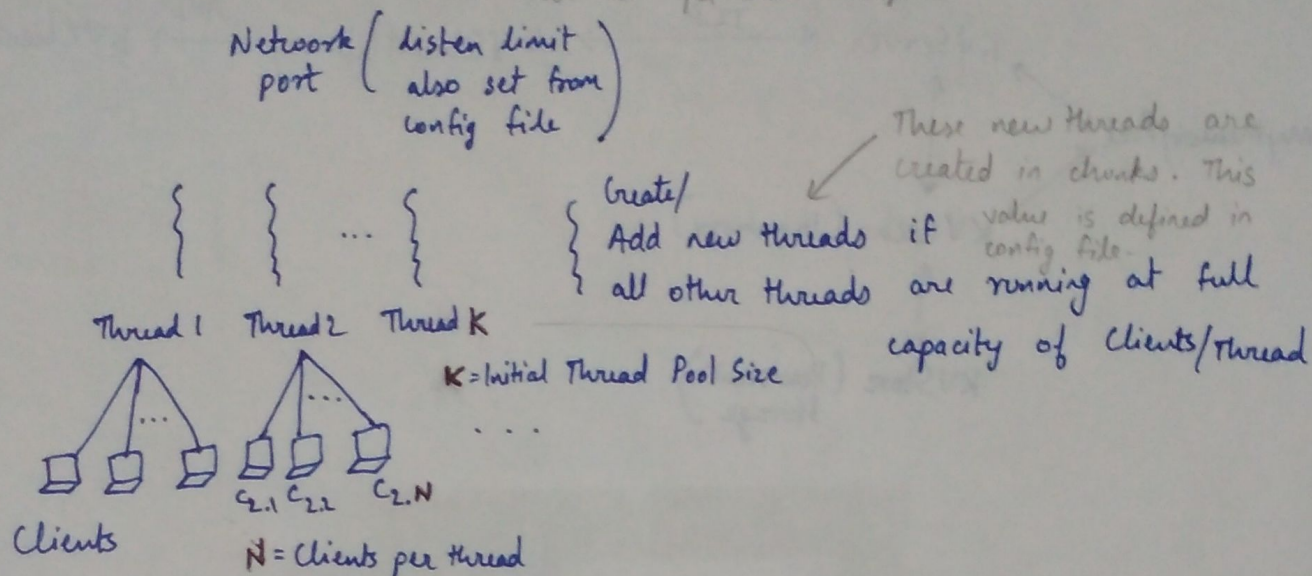 Network port (listen limit
also set from
config file)
These new threads are
created in chunks. This
value is defined in
config file.
Create/
Add new threads if
all other threads are running at full
capacity of Clients/Thread
...
Thread 1 Thread 2 Thread K
K = Initial Thread Pool Size
... ...
. . .
C2.1 C2.2 C2.N
Clients
N = Clients per thread